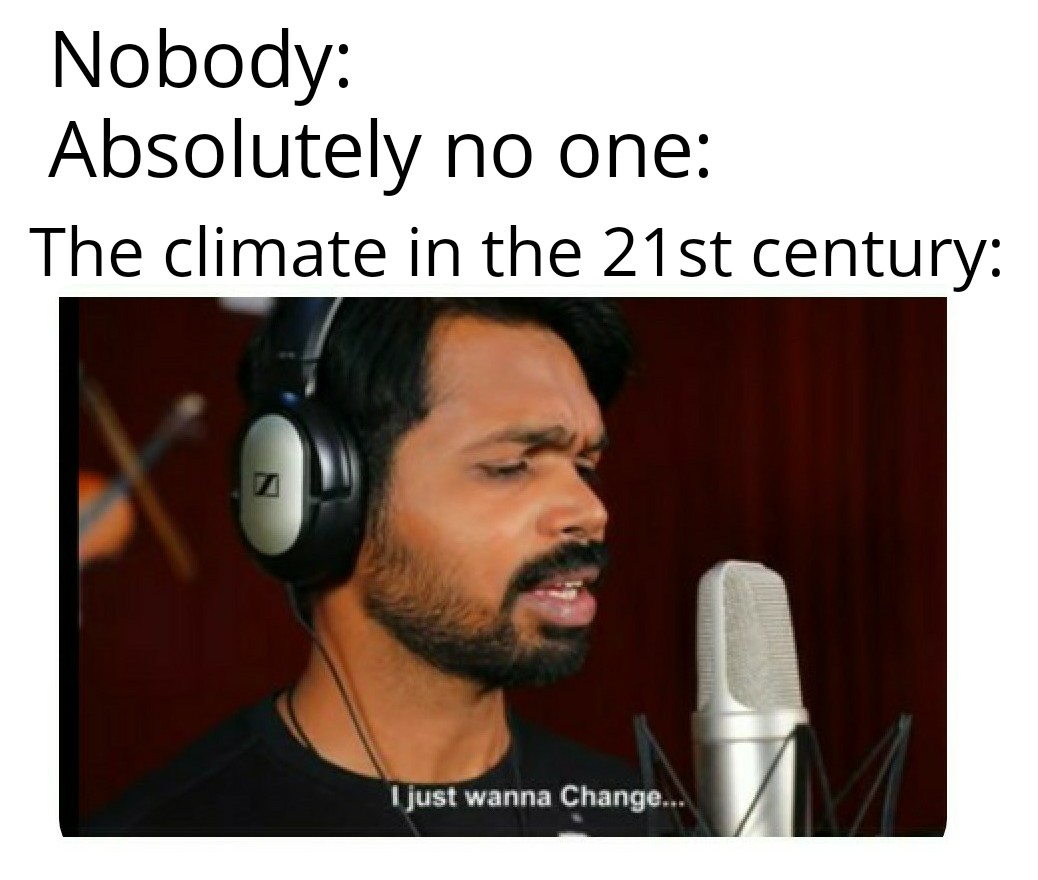 Nobody:
Absolutely no one:
The climate in the 21st century:
I just wanna Change...